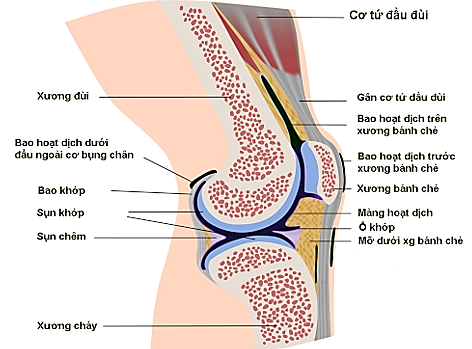 Cơ tứ đầu đùi
Xương đùi
Gân cơ tứ dầu dùi
Bao hoạt dịch trên
xương bánh chè
Bao hoạt dịch dưới
đầu ngoài cơ bụng chân
Bao hoạt dịch trước
xương bánh chè
Bao khớp
Xương bánh chè
Sụn khớp
Màng hoạt dịch
Ổ khớp
Sụn chêm
Mỡ dưới xg bánh chè
Xương chày